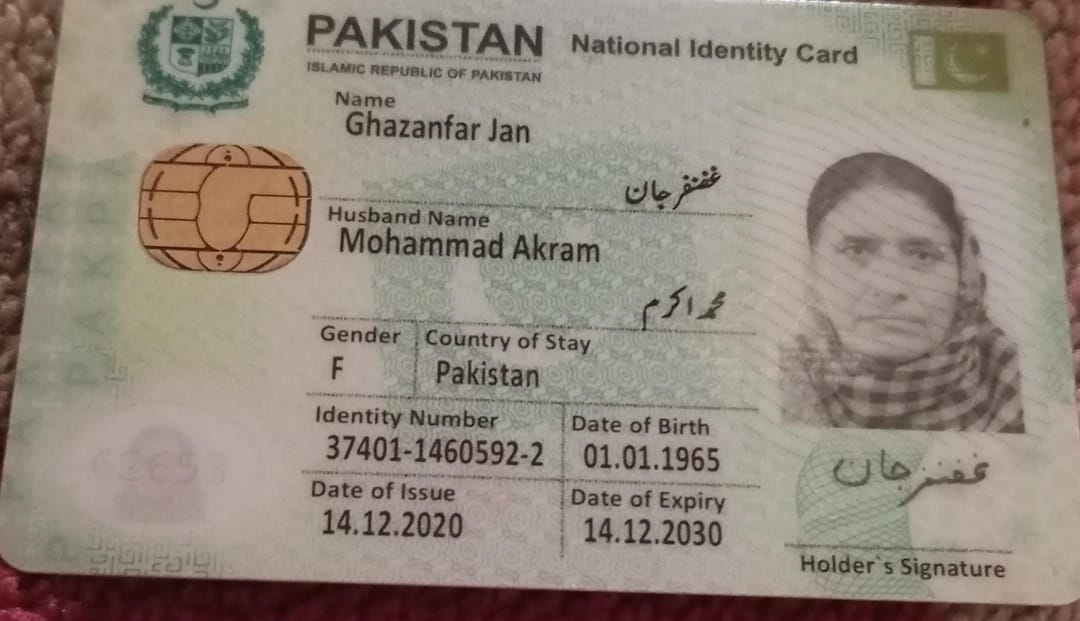 PAKISTAN National Identity Card
ISLAMIC REPUBLIC OF PAKISTAN
Name
Ghazanfar Jan
غضنفر جان
Husband Name
Mohammad Akram
محمد اکرم
Gender Country of Stay
F Pakistan
Identity Number Date of Birth
37401-1460592-2 01.01.1965
Date of Issue Date of Expiry
14.12.2020 14.12.2030
غضنفر جان
Holder`s Signature